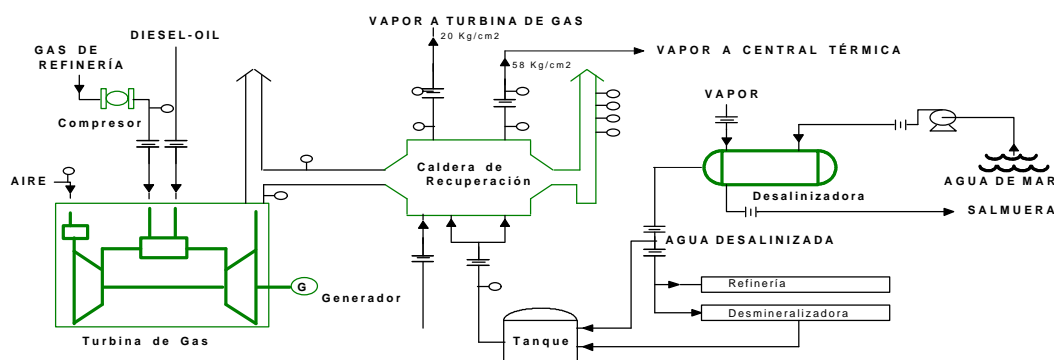 VAPOR A TURBINA DE GAS
20 Kg/cm2
DIESEL-OIL
GAS DE
REFINERÍA
VAPOR A CENTRAL TÉRMICA
58 Kg/cm2
VAPOR
Compresor
Caldera de
Recuperación
AIRE
AGUA DE MAR
Desalinizadora
SALMUERA
AGUA DESALINIZADA
G
Generador
Refinería
Desmineralizadora
Turbina de Gas
Tanque